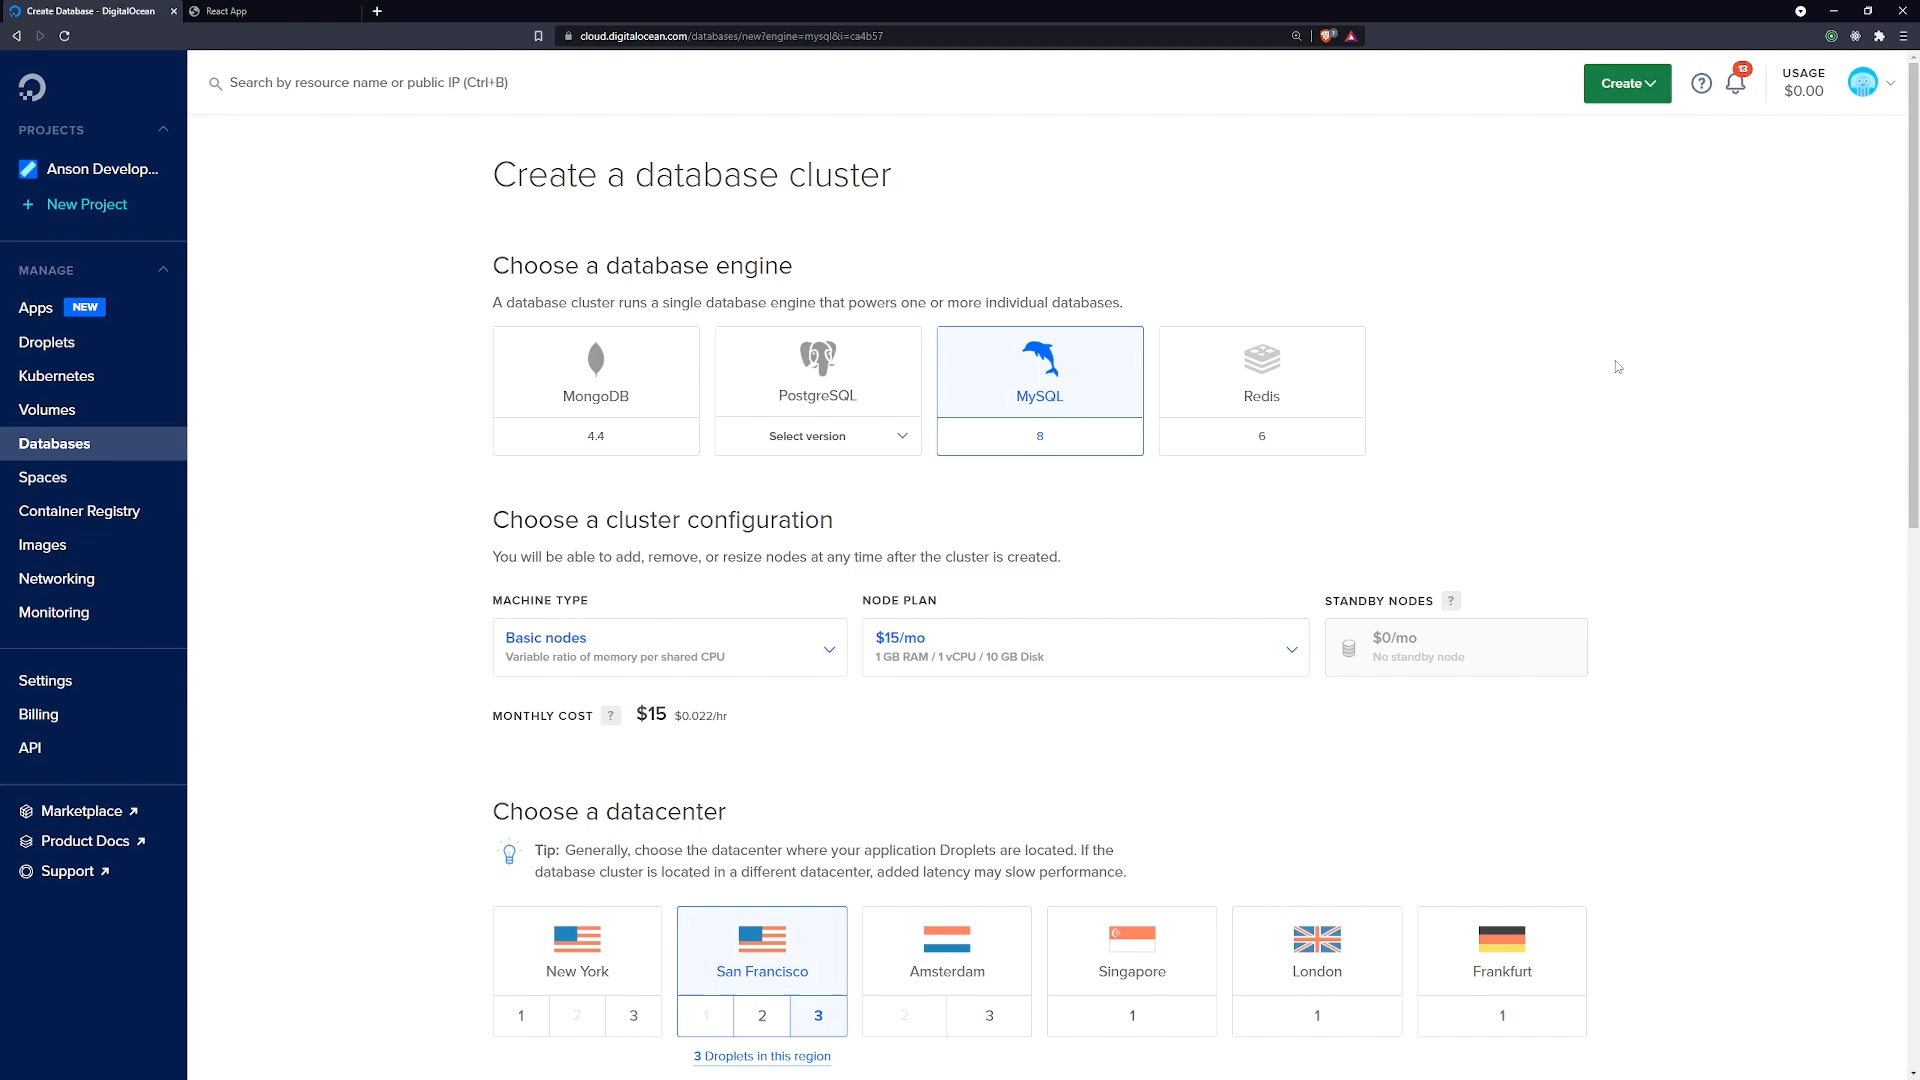 Create Database - DigitalOcean
React App
cloud.digitalocean.com/databases/new?engine=mysql&i=ca4b57
Search by resource name or public IP (Ctrl+B)
Create
13
USAGE
$0.00
PROJECTS
Anson Develop...
+ New Project
MANAGE
Apps NEW
Droplets
Kubernetes
Volumes
Databases
Spaces
Container Registry
Images
Networking
Monitoring
Settings
Billing
API
Marketplace
Product Docs
Support
Create a database cluster
Choose a database engine
A database cluster runs a single database engine that powers one or more individual databases.
MongoDB
4.4
PostgreSQL
Select version
MySQL
8
Redis
6
Choose a cluster configuration
You will be able to add, remove, or resize nodes at any time after the cluster is created.
MACHINE TYPE
Basic nodes
Variable ratio of memory per shared CPU
NODE PLAN
$15/mo
1 GB RAM / 1 vCPU / 10 GB Disk
STANDBY NODES ?
$0/mo
No standby node
MONTHLY COST ? $15 $0.022/hr
Choose a datacenter
Tip: Generally, choose the datacenter where your application Droplets are located. If the
database cluster is located in a different datacenter, added latency may slow performance.
New York
1 2 3
San Francisco
1 2 3
3 Droplets in this region
Amsterdam
2 3
Singapore
1
London
1
Frankfurt
1